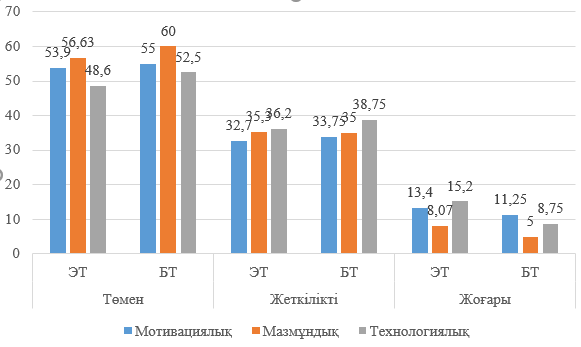 70
60
50
40
30
20
10
0
53,9 56,63 48,6 55 60 52,5 32,7 35,3 36,2 33,75 35 38,75 13,4 8,07 15,2 11,25 5 8,75
ЭТ БТ ЭТ БТ ЭТ БТ
Төмен Жеткілікті Жоғары
Мотивациялық Мазмұндық Технологиялық